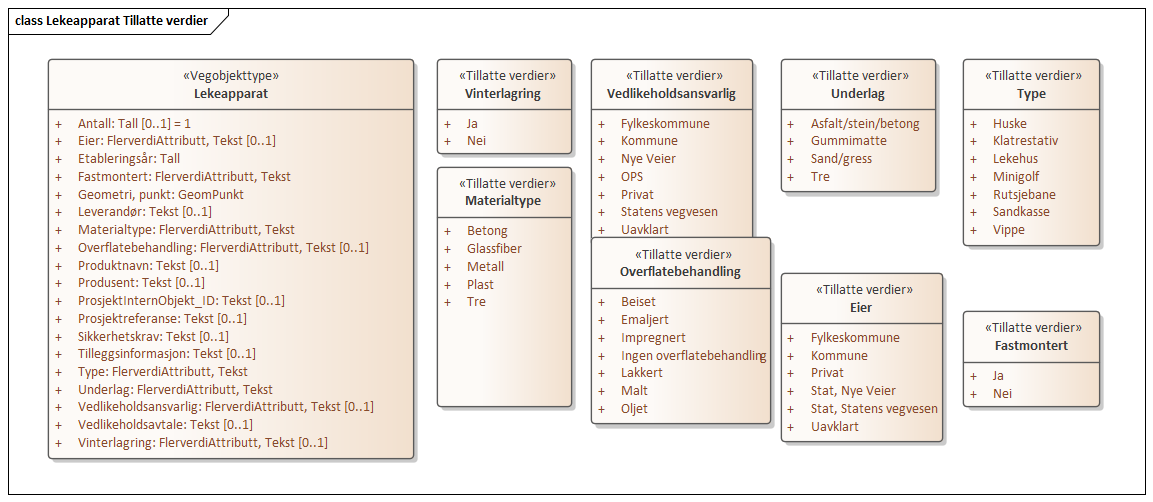 class Lekeapparat Tillatte verdier
«Vegobjekttype»
Lekeapparat
+ Antall: Tall [0..1] = 1
+ Eier: FlerverdiAttributt, Tekst [0..1]
+ Etableringsår: Tall
+ Fastmontert: FlerverdiAttributt, Tekst
+ Geometri, punkt: GeomPunkt
+ Leverandør: Tekst [0..1]
+ Materialtype: FlerverdiAttributt, Tekst
+ Overflatebehandling: FlerverdiAttributt, Tekst [0..1]
+ Produktnavn: Tekst [0..1]
+ Produsent: Tekst [0..1]
+ ProsjektInternObjekt_ID: Tekst [0..1]
+ Prosjektreferanse: Tekst [0..1]
+ Sikkerhetskrav: Tekst [0..1]
+ Tilleggsinformasjon: Tekst [0..1]
+ Type: FlerverdiAttributt, Tekst
+ Underlag: FlerverdiAttributt, Tekst
+ Vedlikeholdsansvarlig: FlerverdiAttributt, Tekst [0..1]
+ Vedlikeholdsavtale: Tekst [0..1]
+ Vinterlagring: FlerverdiAttributt, Tekst [0..1]
«Tillatte verdier»
Vinterlagring
+ Ja
+ Nei
«Tillatte verdier»
Materialtype
+ Betong
+ Glassfiber
+ Metall
+ Plast
+ Tre
«Tillatte verdier»
Vedlikeholdsansvarlig
+ Fylkeskommune
+ Kommune
+ Nye Veier
+ OPS
+ Privat
+ Statens vegvesen
+ Uavklart
«Tillatte verdier»
Overflatebehandling
+ Beiset
+ Emaljert
+ Impregnert
+ Ingen overflatebehandling
+ Lakkert
+ Malt
+ Oljet
«Tillatte verdier»
Underlag
+ Asfalt/stein/betong
+ Gummimatte
+ Sand/gress
+ Tre
«Tillatte verdier»
Eier
+ Fylkeskommune
+ Kommune
+ Privat
+ Stat, Nye Veier
+ Stat, Statens vegvesen
+ Uavklart
«Tillatte verdier»
Type
+ Huske
+ Klatrestativ
+ Lekehus
+ Minigolf
+ Rutsjebane
+ Sandkasse
+ Vippe
«Tillatte verdier»
Fastmontert
+ Ja
+ Nei